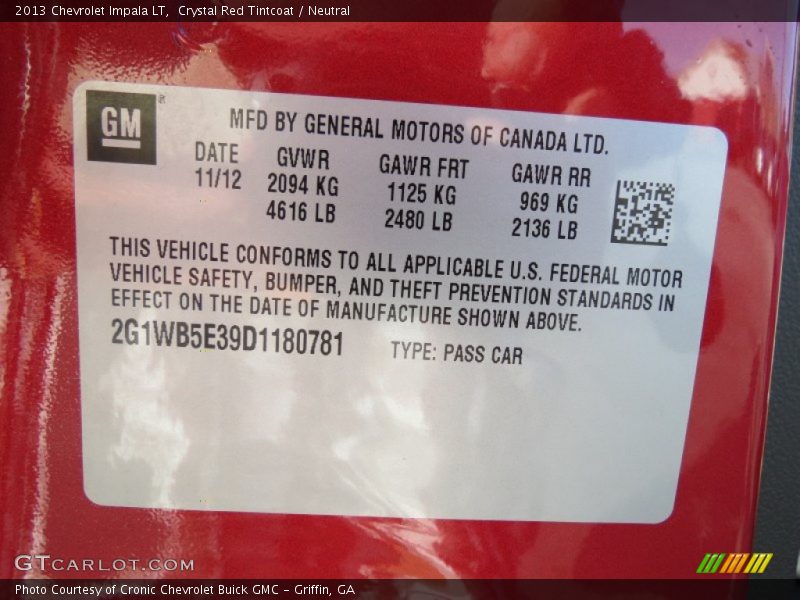 2013 Chevrolet Impala LT,  Crystal Red Tintcoat / Neutral
GM
MFD BY GENERAL MOTORS OF CANADA LTD.
DATE GVWR GAWR FRT GAWR RR
11/12 2094 KG 1125 KG 969 KG
4616 LB 2480 LB 2136 LB
THIS VEHICLE CONFORMS TO ALL APPLICABLE U.S. FEDERAL MOTOR
VEHICLE SAFETY, BUMPER, AND THEFT PREVENTION STANDARDS IN
EFFECT ON THE DATE OF MANUFACTURE SHOWN ABOVE.
2G1WB5E39D1180781 TYPE: PASS CAR
GTCARLOT.COM
Photo Courtesy of Cronic Chevrolet Buick GMC - Griffin, GA